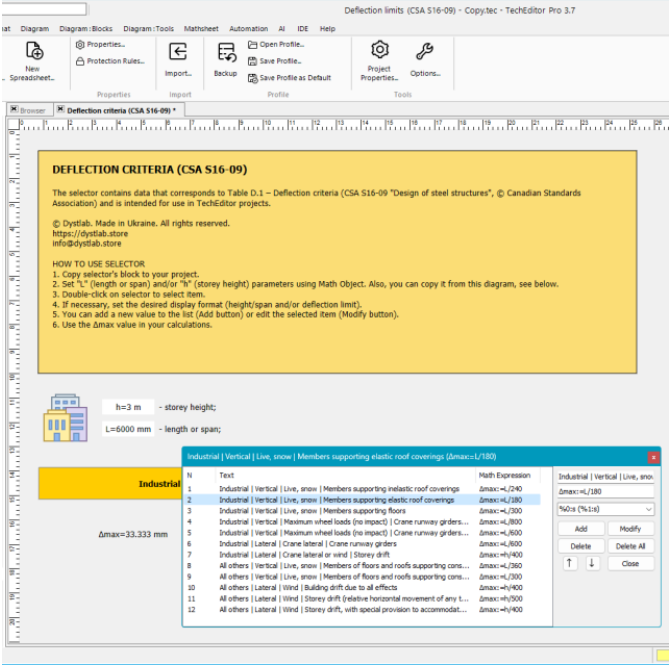 Deflection limits (CSA S16-09) - Copy.tec - TechEditor Pro 3.7
Diagram Diagram:Blocks Diagram:Tools Mathsheet Automation AI IDE Help
New
Spreadsheet...
Properties...
Protection Rules...
Properties
Import...
Import
Backup
Open Profile...
Save Profile...
Save Profile as Default
Profile
Project
Properties...
Options...
Tools
Browser
Deflection criteria (CSA S16-09) *
DEFLECTION CRITERIA (CSA S16-09)
The selector contains data that corresponds to Table D.1 – Deflection criteria (CSA S16-09 "Design of steel structures", © Canadian Standards
Association) and is intended for use in TechEditor projects.
© Dystlab. Made in Ukraine. All rights reserved.
https://dystlab.store
info@dystlab.store
HOW TO USE SELECTOR
1. Copy selector's block to your project.
2. Set "L" (length or span) and/or "h" (storey height) parameters using Math Object. Also, you can copy it from this diagram, see below.
3. Double-click on selector to select item.
4. If necessary, set the desired display format (height/span and/or deflection limit).
5. You can add a new value to the list (Add button) or edit the selected item (Modify button).
6. Use the Δmax value in your calculations.
h=3 m - storey height;
L=6000 mm - length or span;
Industrial
Δmax=33.333 mm
Industrial | Vertical | Live, snow | Members supporting elastic roof coverings (Δmax=L/180)
N Text Math Expression
1 Industrial | Vertical | Live, snow | Members supporting inelastic roof coverings Δmax:=L/240
2 Industrial | Vertical | Live, snow | Members supporting elastic roof coverings Δmax:=L/180
3 Industrial | Vertical | Live, snow | Members supporting floors Δmax:=L/300
4 Industrial | Vertical | Maximum wheel loads (no impact) | Crane runway girders... Δmax:=L/800
5 Industrial | Vertical | Maximum wheel loads (no impact) | Crane runway girders... Δmax:=L/600
6 Industrial | Lateral | Crane lateral | Crane runway girders Δmax:=L/600
7 Industrial | Lateral | Crane lateral or wind | Storey drift Δmax:=h/400
8 All others | Vertical | Live, snow | Members of floors and roofs supporting cons... Δmax:=L/360
9 All others | Vertical | Live, snow | Members of floors and roofs supporting cons... Δmax:=L/300
10 All others | Lateral | Wind | Building drift due to all effects Δmax:=h/400
11 All others | Lateral | Wind | Storey drift (relative horizontal movement of any t... Δmax:=h/500
12 All others | Lateral | Wind | Storey drift, with special provision to accommodat... Δmax:=h/400
Industrial | Vertical | Live, snow
Δmax:=L/180
%0:s (%1:s)
Add Modify
Delete Delete All
↑ ↓ Close